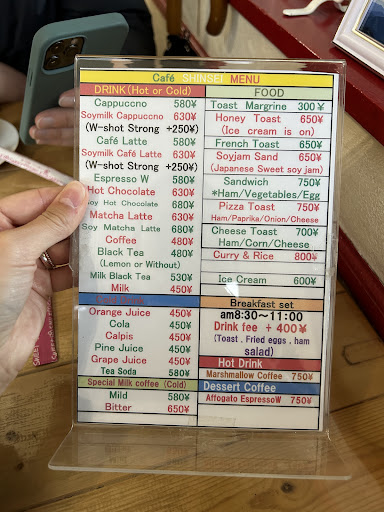 Café SHINSEI MENU
DRINK(Hot or Cold)
Cappuccno 580¥
Soymilk Cappuccino 630¥
(W-shot Strong +250¥)
Café Latte 580¥
Soymilk Café Latte 630¥
(W-shot Strong +250¥)
Espresso W 580¥
Hot Chocolate 630¥
Soy Hot Chocolate 680¥
Matcha Latte 630¥
Soy Matcha Latte 680¥
Coffee 480¥
Black Tea 480¥
(Lemon or Without)
Milk Black Tea 530¥
Milk 450¥
Cold Drink
Orange Juice 450¥
Cola 450¥
Calpis 450¥
Pine Juice 450¥
Grape Juice 450¥
Tea Soda 580¥
Special Milk coffee (Cold)
Mild 580¥
Bitter 650¥
FOOD
Toast Margrine 300¥
Honey Toast 650¥
(Ice cream is on)
French Toast 650¥
Soyjam Sand 650¥
(Japanese Sweet soy jam)
Sandwich 750¥
*Ham/Vegetables/Egg
Pizza Toast 750¥
Ham/Paprika/Onion/Cheese
Cheese Toast 700¥
Ham/Corn/Cheese
Curry & Rice 800¥
Ice Cream 600¥
Breakfast set
am8:30～11:00
Drink fee +400¥
(Toast . Fried eggs . ham
salad)
Hot Drink
Marshmallow Coffee 750¥
Dessert Coffee
Affogato EspressoW 750¥